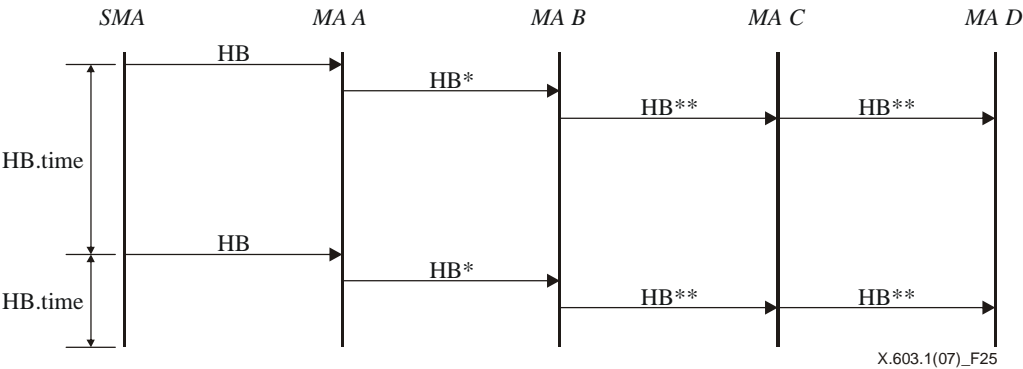 SMA MA A MA B MA C MA D
HB
HB*
HB** HB**
HB.time
HB
HB*
HB** HB**
HB.time
X.603.1(07)_F25